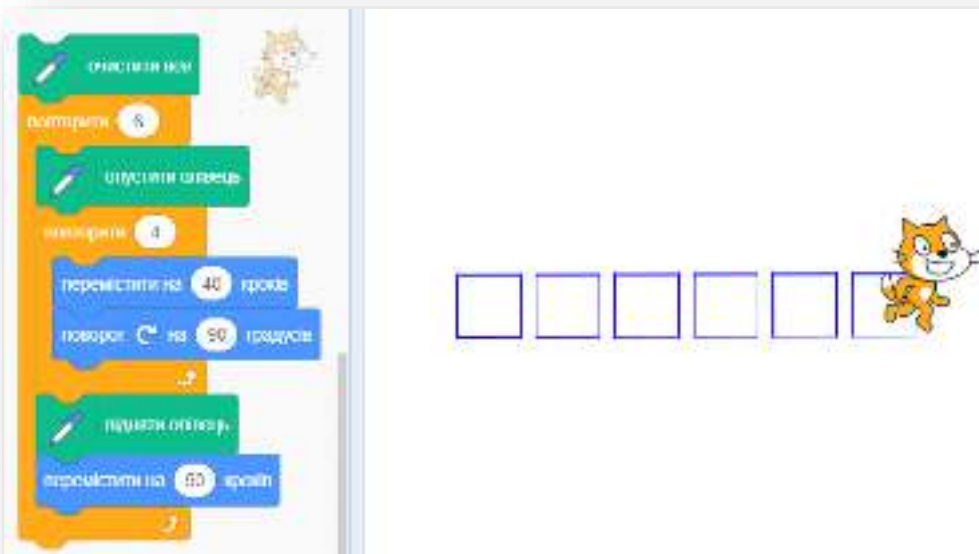 очистити все
повторити 6
опустити олівець
повторити 4
перемістити на 40 кроків
поворот на 90 градусів
підняти олівець
перемістити на 50 кроків